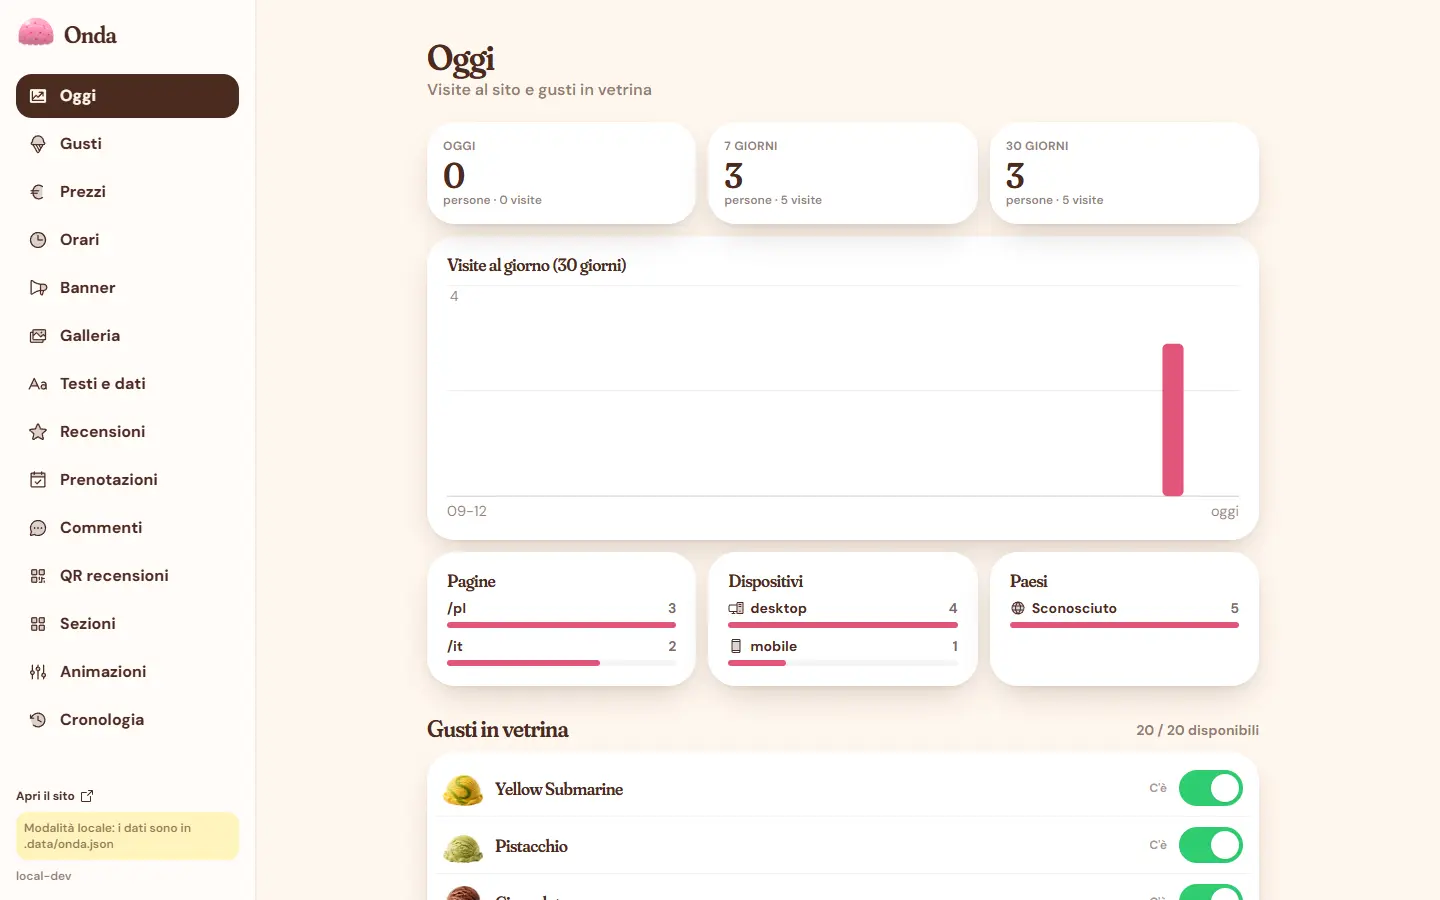 Onda
Oggi
Gusti
Prezzi
Orari
Banner
Galleria
Testi e dati
Recensioni
Prenotazioni
Commenti
QR recensioni
Sezioni
Animazioni
Cronologia
Apri il sito
Modalità locale: i dati sono in
.data/onda.json
local-dev
Oggi
Visite al sito e gusti in vetrina
OGGI
0
persone · 0 visite
7 GIORNI
3
persone · 5 visite
30 GIORNI
3
persone · 5 visite
Visite al giorno (30 giorni)
4
09-12
oggi
Pagine
/pl 3
/it 2
Dispositivi
desktop 4
mobile 1
Paesi
Sconosciuto 5
Gusti in vetrina
20 / 20 disponibili
Yellow Submarine
C'è
Pistacchio
C'è